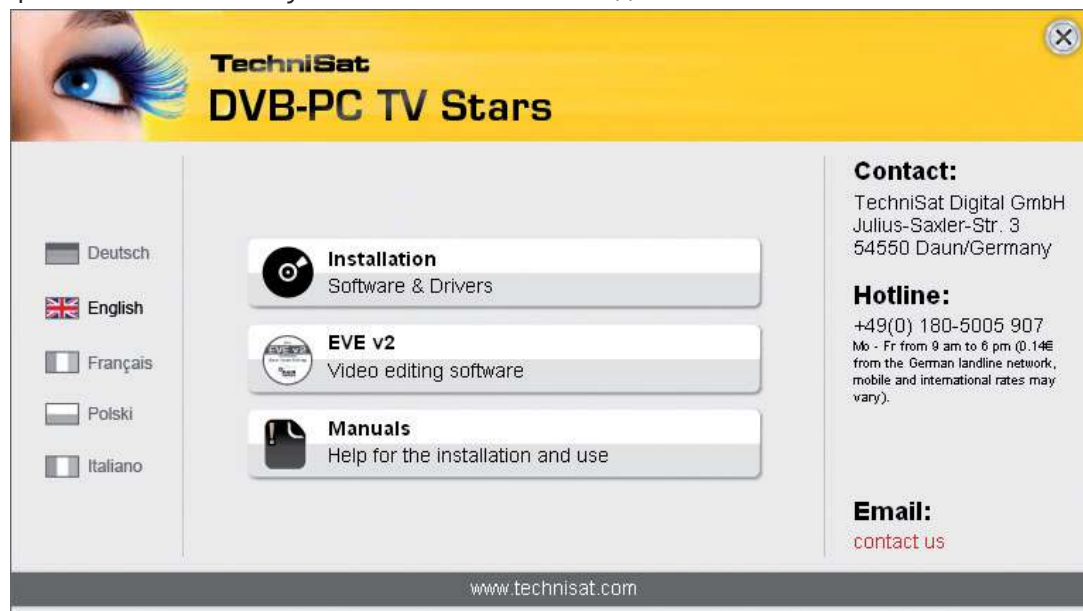 TechniSat
DVB-PC TV Stars
Deutsch
English
Français
Polski
Italiano
Installation
Software & Drivers
EVE v2
Video editing software
Manuals
Help for the installation and use
Contact:
TechniSat Digital GmbH
Julius-Saxler-Str. 3
54550 Daun/Germany
Hotline:
+49(0) 180-5005 907
Mo - Fr from 9 am to 6 pm (0.14€
from the German landline network,
mobile and international rates may
vary).
Email:
contact us
www.technisat.com